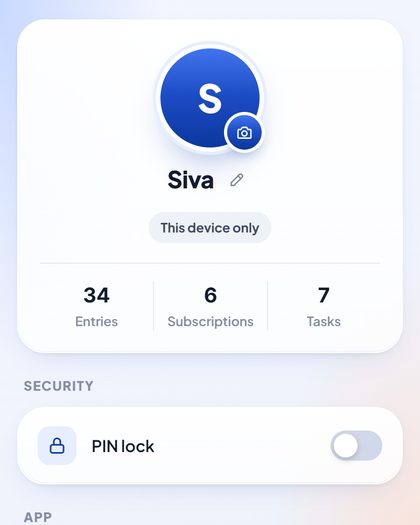 S
Siva
This device only
34 6 7
Entries Subscriptions Tasks
SECURITY
PIN lock
APP